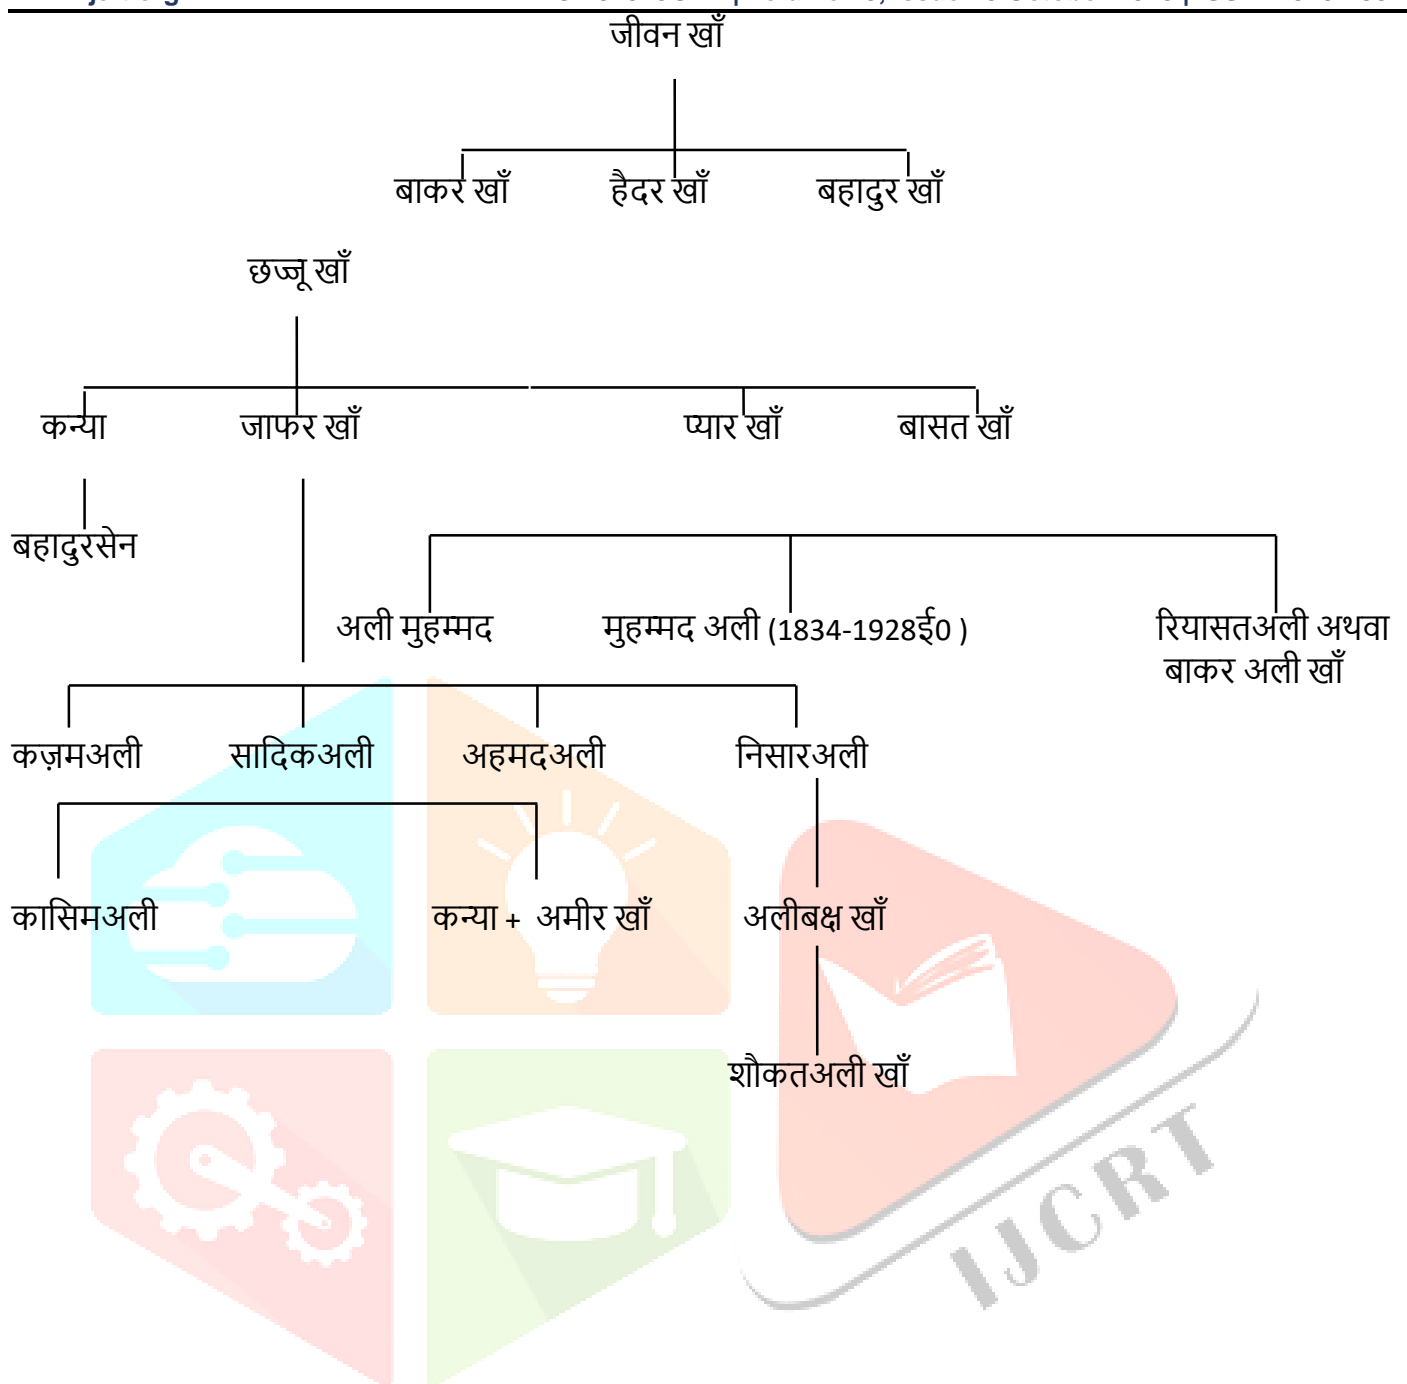 जीवन खाँ
बाकर खाँ हैदर खाँ बहादुर खाँ
छज्जू खाँ
कन्या जाफर खाँ प्यार खाँ बासत खाँ
बहादुरसेन
अली मुहम्मद मुहम्मद अली (1834-1928ई0 ) रियासतअली अथवा
बाकर अली खाँ
कज़मअली सादिकअली अहमदअली निसारअली
कासिमअली कन्या + अमीर खाँ अलीबक्ष खाँ
शौकतअली खाँ
IJCRT